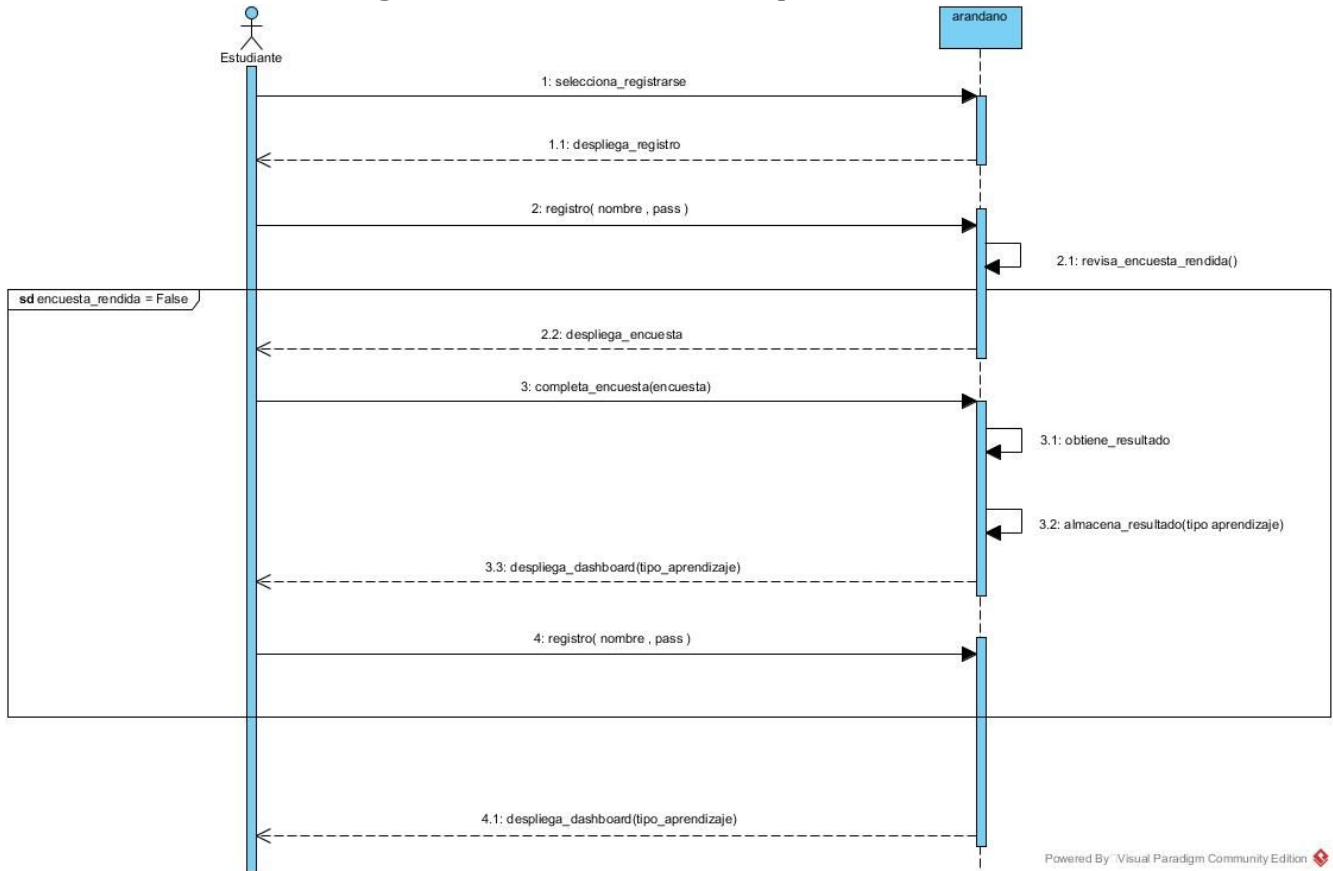 Estudiante
arandano
1: selecciona_registrarse
1.1: despliega_registro
2: registro( nombre , pass )
2.1: revisa_encuesta_rendida()
sd encuesta_rendida = False
2.2: despliega_encuesta
3: completa_encuesta(encuesta)
3.1: obtiene_resultado
3.2: almacena_resultado(tipo aprendizaje)
3.3: despliega_dashboard(tipo_aprendizaje)
4: registro( nombre , pass )
4.1: despliega_dashboard(tipo_aprendizaje)
Powered By Visual Paradigm Community Edition